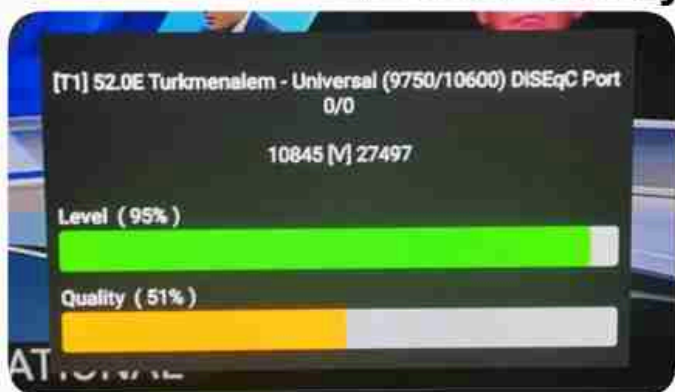 [T1] 52.0E Turkmenalem - Universal (9750/10600) DiSEqC Port
0/0
10845 [V] 27497
Level ( 95% )
Quality ( 51% )